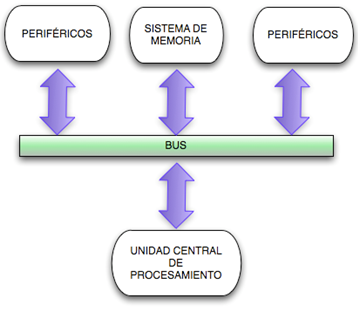 PERIFÉRICOS
SISTEMA DE
MEMORIA
PERIFÉRICOS
BUS
UNIDAD CENTRAL
DE
PROCESAMIENTO